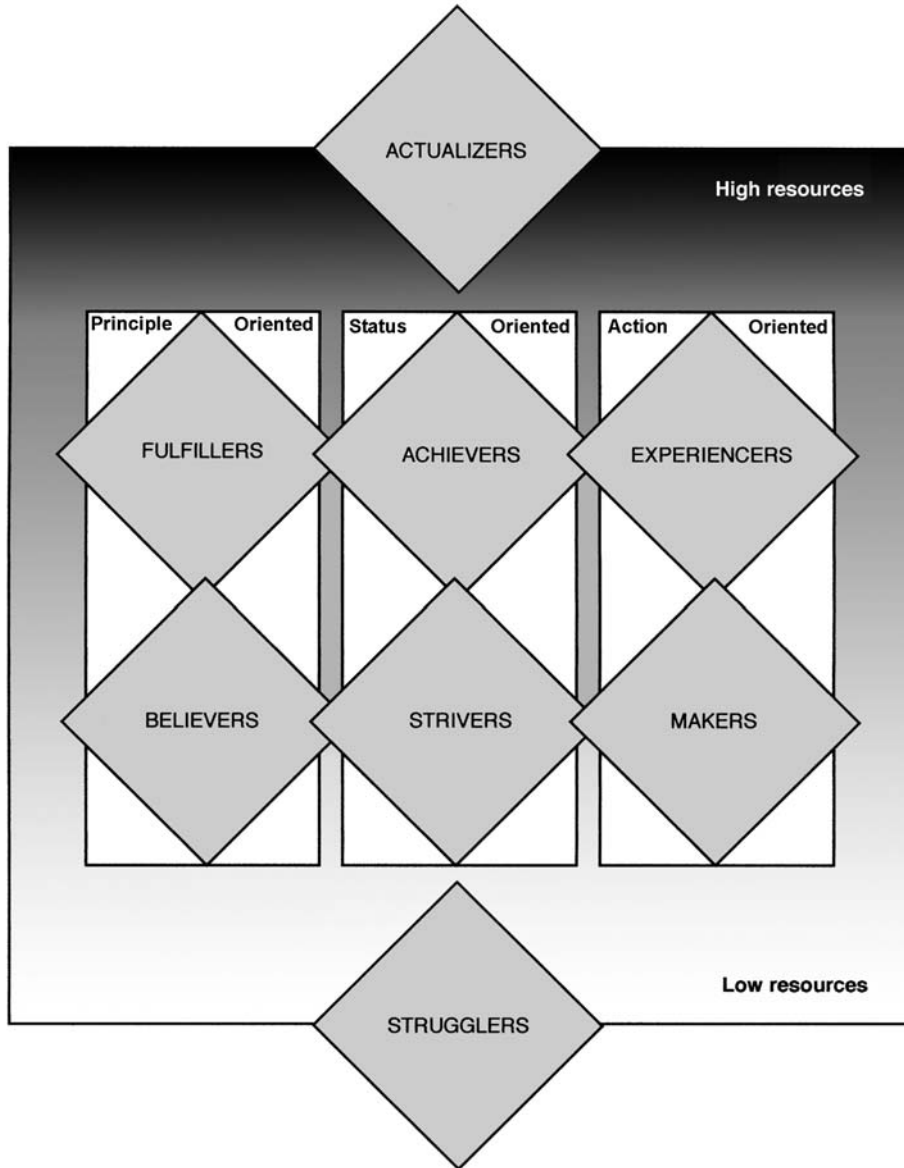 ACTUALIZERS
High resources
Principle Oriented
Status Oriented
Action Oriented
FULFILLERS
ACHIEVERS
EXPERIENCERS
BELIEVERS
STRIVERS
MAKERS
Low resources
STRUGGLERS